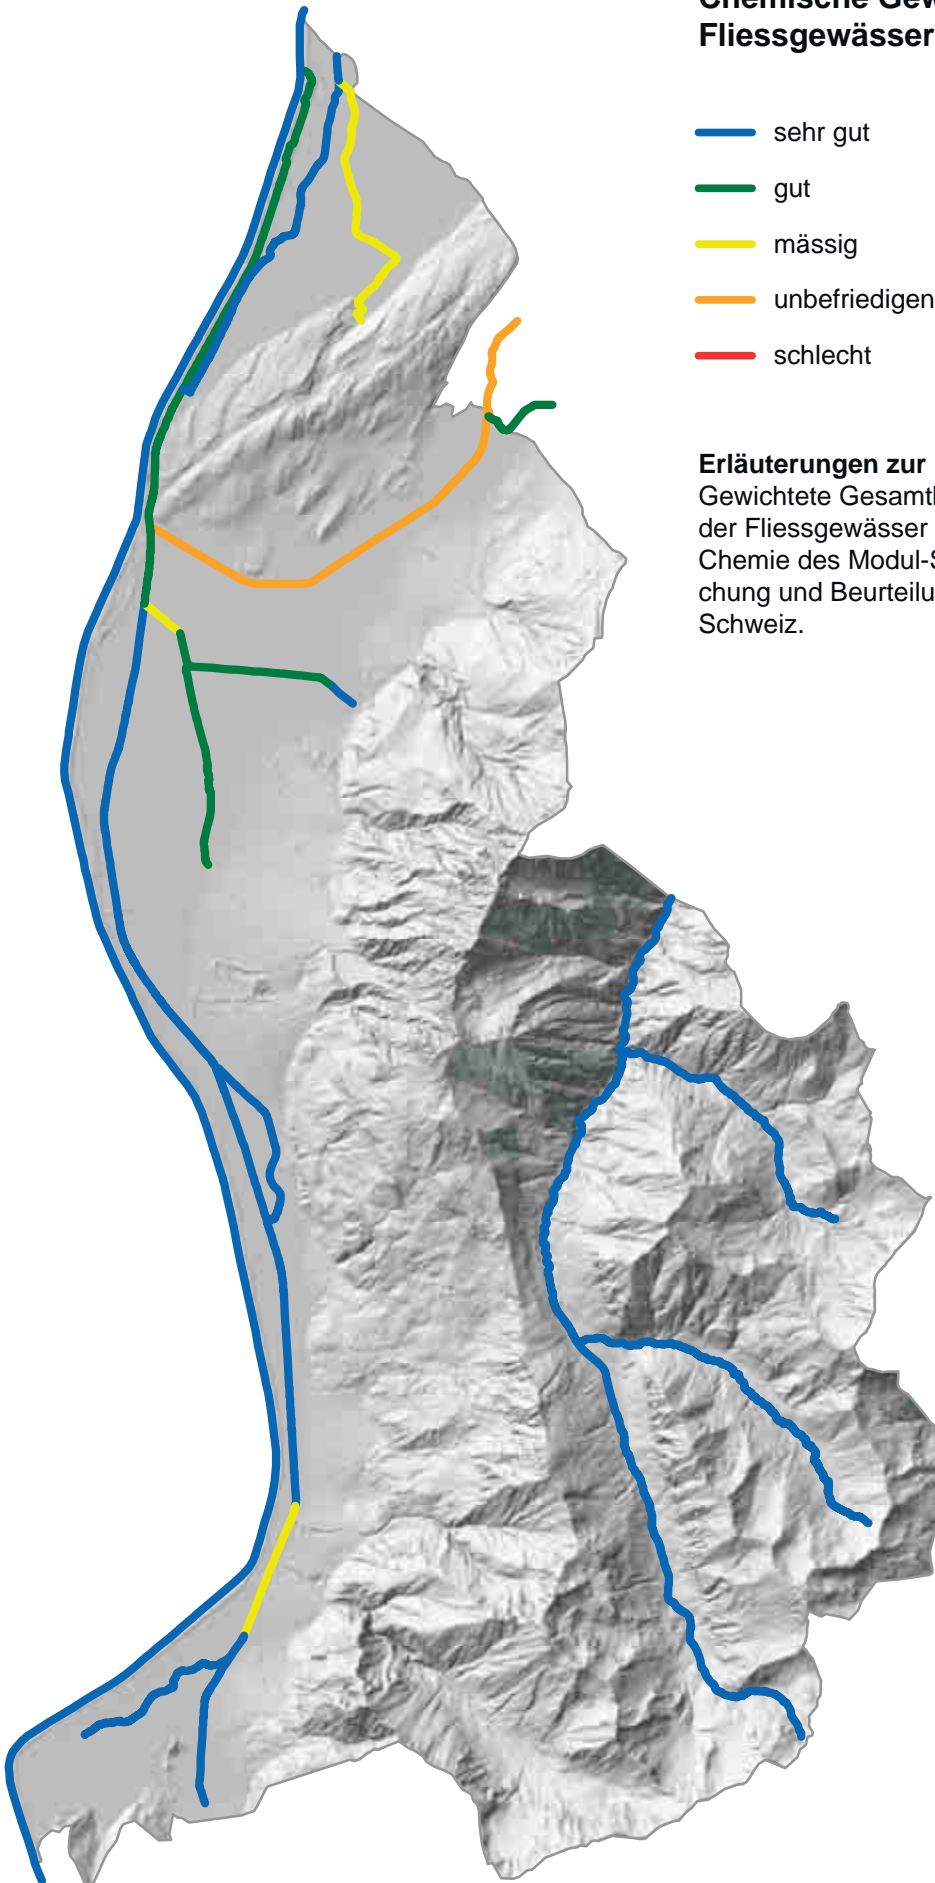 Fliessgewässer
sehr gut
gut
mässig
unbefriedigen
schlecht
Erläuterungen zur
Gewichtete Gesamt
der Fliessgewässer
Chemie des Modul-S
chung und Beurteilu
Schweiz.